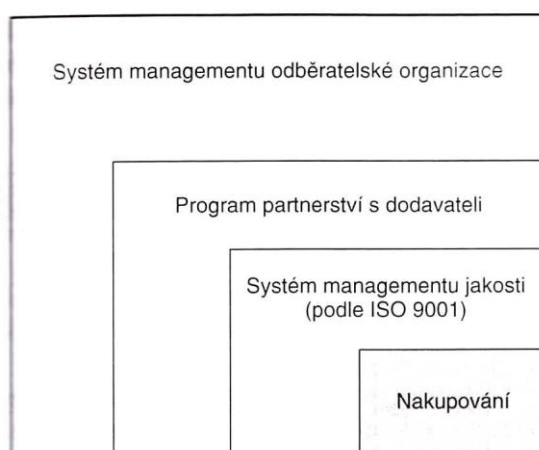 Systém managementu odběratelské organizace
Program partnerství s dodavateli
Systém managementu jakosti
(podle ISO 9001)
Nakupování